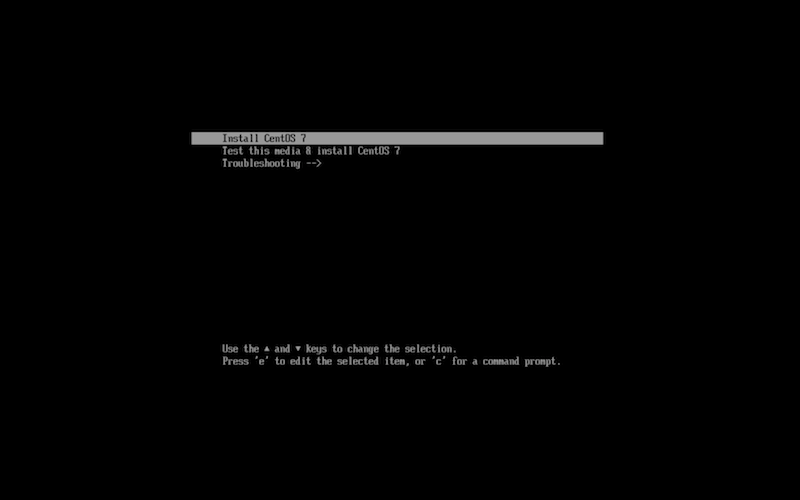 Install CentOS 7
Test this media & install CentOS 7
Troubleshooting -->
Use the ▲ and ▼ keys to change the selection.
Press 'e' to edit the selected item, or 'c' for a command prompt.